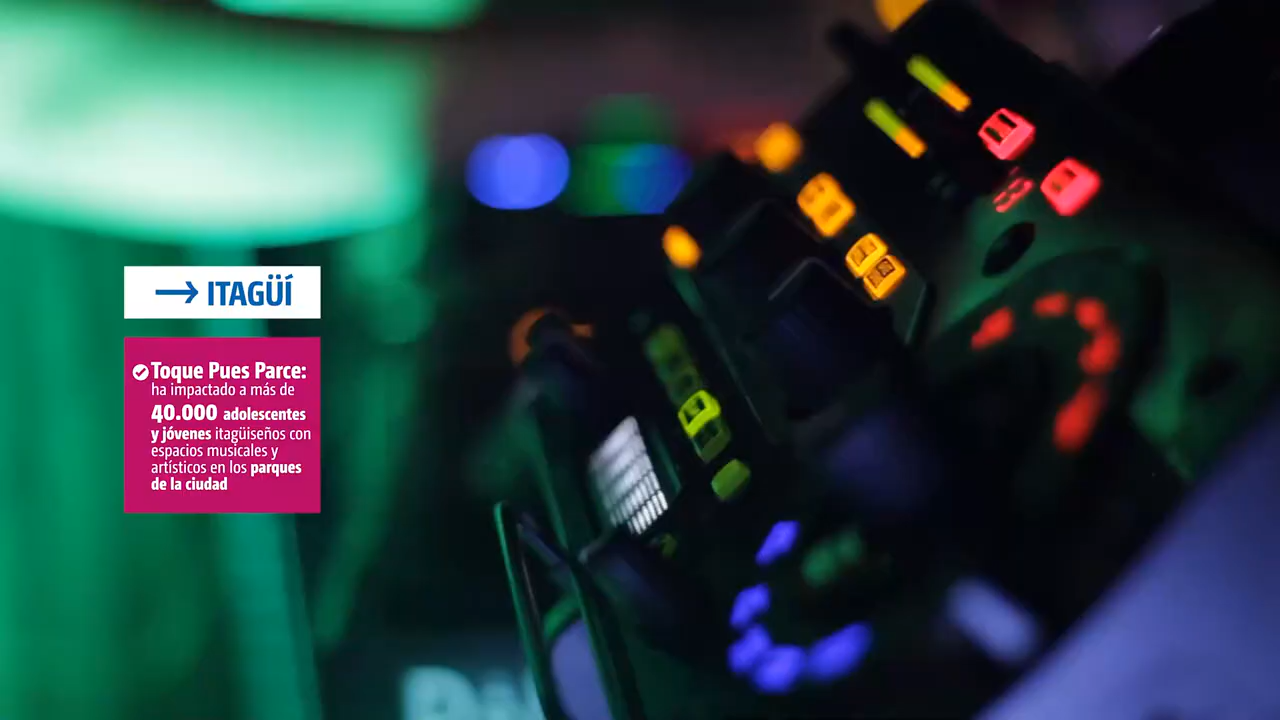 → ITAGÜÍ
Toque Pues Parce:
ha impactado a más de
40.000 adolescentes
y jóvenes itagüiseños con
espacios musicales y
artísticos en los parques
de la ciudad